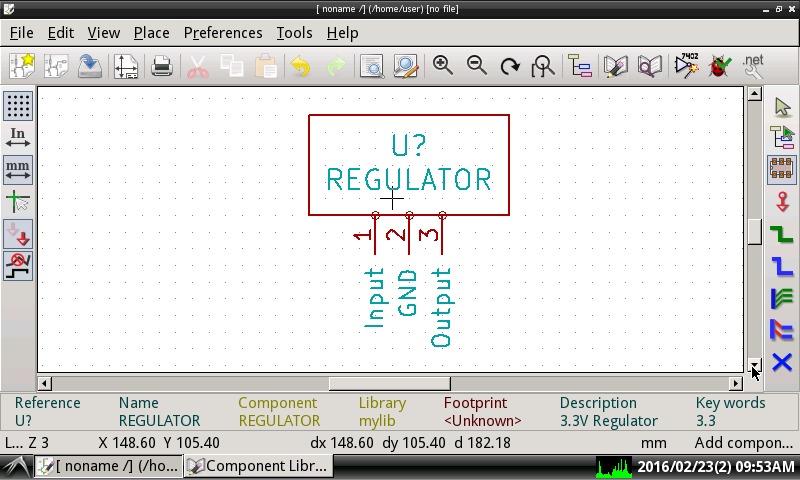 [ noname /] (/home/user) [no file]
File Edit View Place Preferences Tools Help
7402
.net
In
mm
U?
REGULATOR
1 2 3
Input
GND
Output
Reference Name Component Library Footprint Description Key words
U? REGULATOR REGULATOR mylib <Unknown> 3.3V Regulator 3.3
L... Z 3 X 148.60 Y 105.40 dx 148.60 dy 105.40 d 182.18 mm Add compon...
[ noname /] (/ho... Component Libr... 2016/02/23(2) 09:53AM